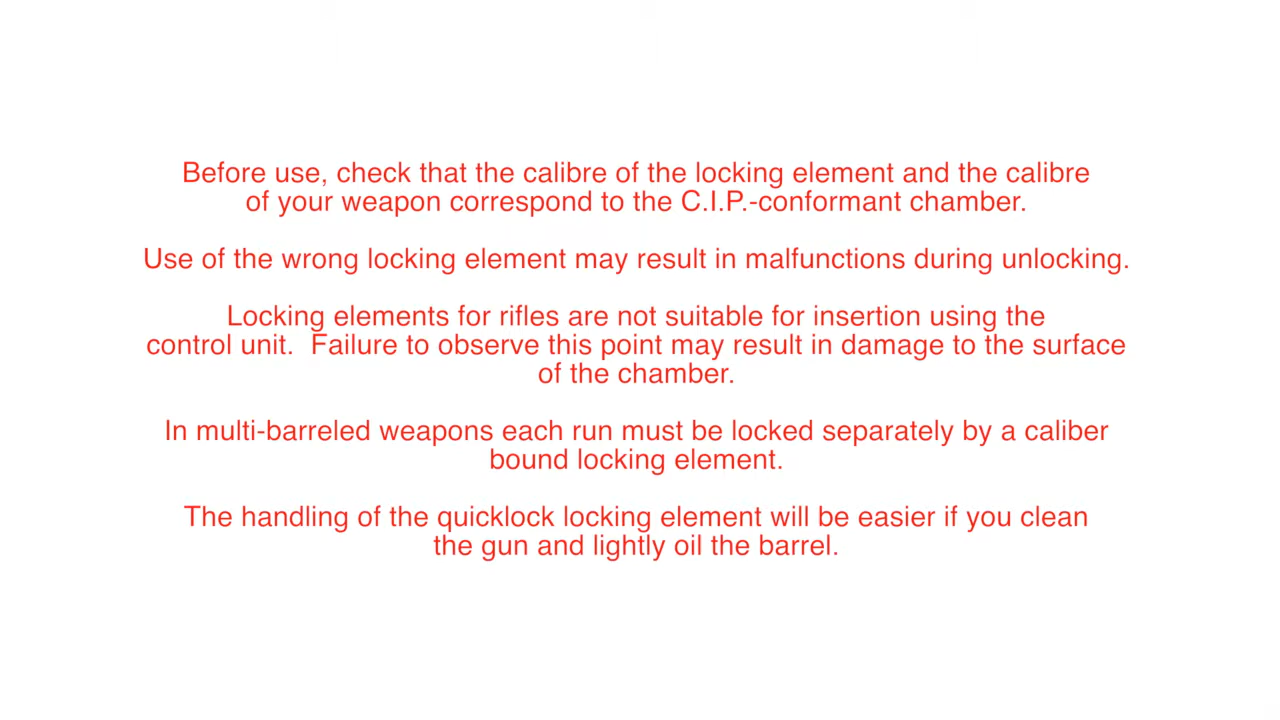 Before use, check that the calibre of the locking element and the calibre
of your weapon correspond to the C.I.P.-conformant chamber.
Use of the wrong locking element may result in malfunctions during unlocking.
Locking elements for rifles are not suitable for insertion using the
control unit.  Failure to observe this point may result in damage to the surface
of the chamber.
In multi-barreled weapons each run must be locked separately by a caliber
bound locking element.
The handling of the quicklock locking element will be easier if you clean
the gun and lightly oil the barrel.